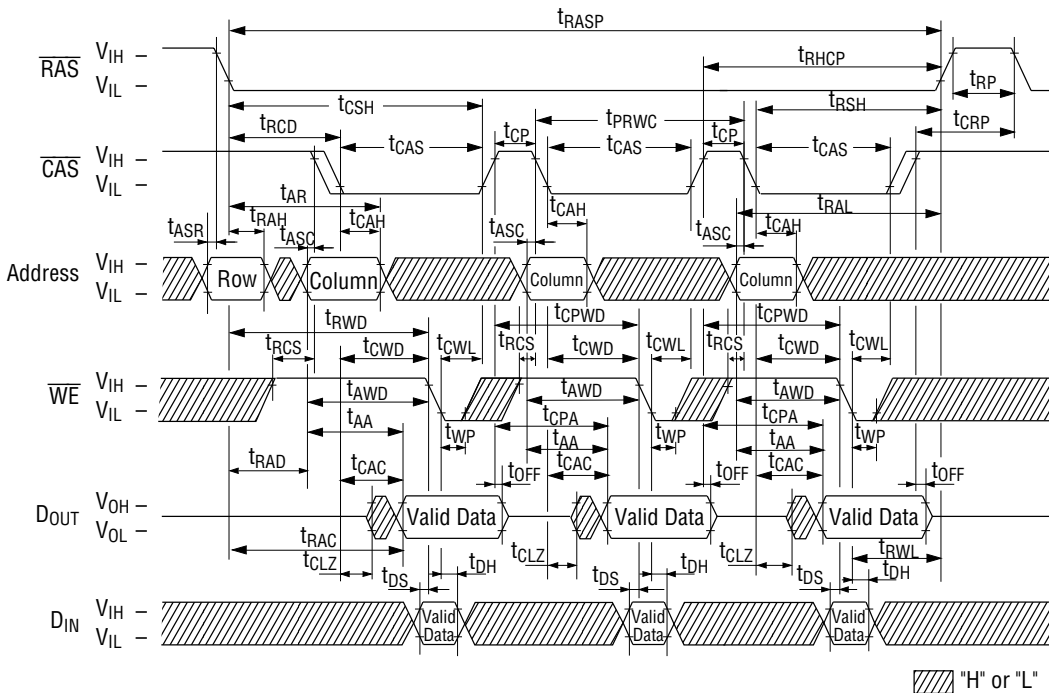 tRASP
RAS VIH
VIL
tRHCP
tRP
tCSH
tRSH
tRCD
tCP
tPRWC
tCP
tCRP
CAS VIH
VIL
tCAS
tCAS
tCAS
tAR
tRAL
tASR
tRAH
tASC
tCAH
tASC
tCAH
tASC
tCAH
Address VIH
VIL
Row
Column
Column
Column
tRWD
tCPWD
tCPWD
tRCS
tCWD
tCWL
tRCS
tCWD
tCWL
tRCS
tCWD
tCWL
WE VIH
VIL
tAWD
tAWD
tAWD
tAA
tWP
tCPA
tWP
tCPA
tWP
tRAD
tAA
tAA
tCAC
tOFF
tCAC
tOFF
tCAC
tOFF
DOUT VOH
VOL
Valid Data
Valid Data
Valid Data
tRAC
tCLZ
tCLZ
tCLZ
tRWL
tDS
tDH
tDS
tDH
tDS
tDH
DIN VIH
VIL
Valid
Data
Valid
Data
Valid
Data
"H" or "L"